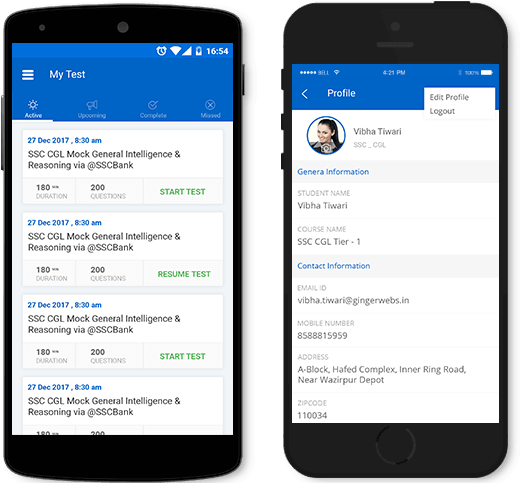 16:54
My Test
Active Upcoming Complete Missed
27 Dec 2017 , 8:30 am
SSC CGL Mock General Intelligence &
Reasoning via @SSCBank
180 MIN 200 START TEST
DURATION QUESTIONS
27 Dec 2017 , 8:30 am
SSC CGL Mock General Intelligence &
Reasoning via @SSCBank
180 MIN 200 RESUME TEST
DURATION QUESTIONS
27 Dec 2017 , 8:30 am
SSC CGL Mock General Intelligence &
Reasoning via @SSCBank
180 MIN 200 START TEST
DURATION QUESTIONS
27 Dec 2017 , 8:30 am
SSC CGL Mock General Intelligence &
Reasoning via @SSCBank
180 MIN 200
BELL 4:21 PM 100%
Profile
Edit Profile
Logout
Vibha Tiwari
SSC _ CGL
Genera Information
STUDENT NAME
Vibha Tiwari
COURSE NAME
SSC CGL Tier - 1
Contact Information
EMAIL ID
vibha.tiwari@gingerwebs.in
MOBILE NUMBER
8588815959
ADDRESS
A-Block, Hafed Complex, Inner Ring Road,
Near Wazirpur Depot
ZIPCODE
110034